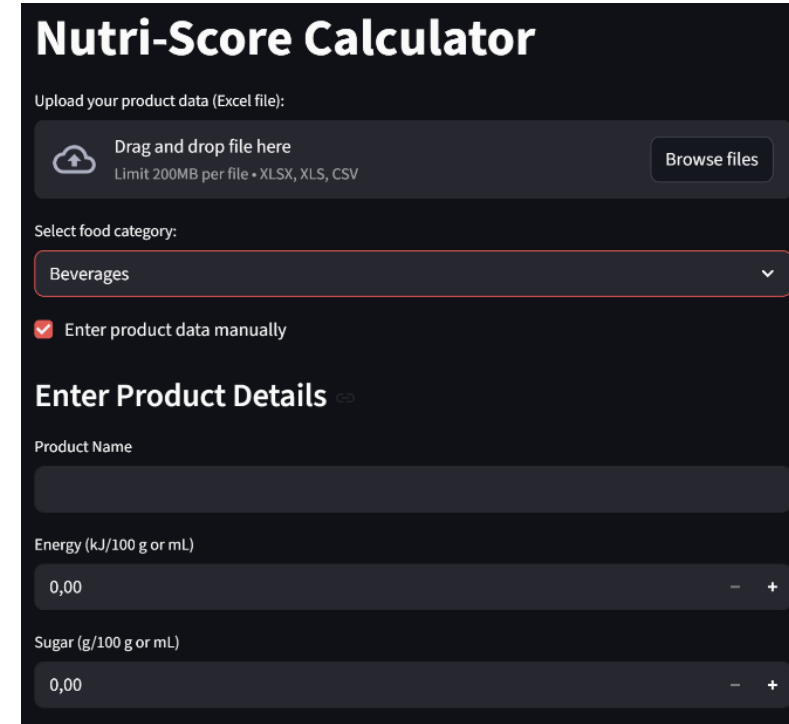 Nutri-Score Calculator
Upload your product data (Excel file):
Drag and drop file here
Limit 200MB per file • XLSX, XLS, CSV
Browse files
Select food category:
Beverages
Enter product data manually
Enter Product Details
Product Name
Energy (kJ/100 g or mL)
0,00
Sugar (g/100 g or mL)
0,00